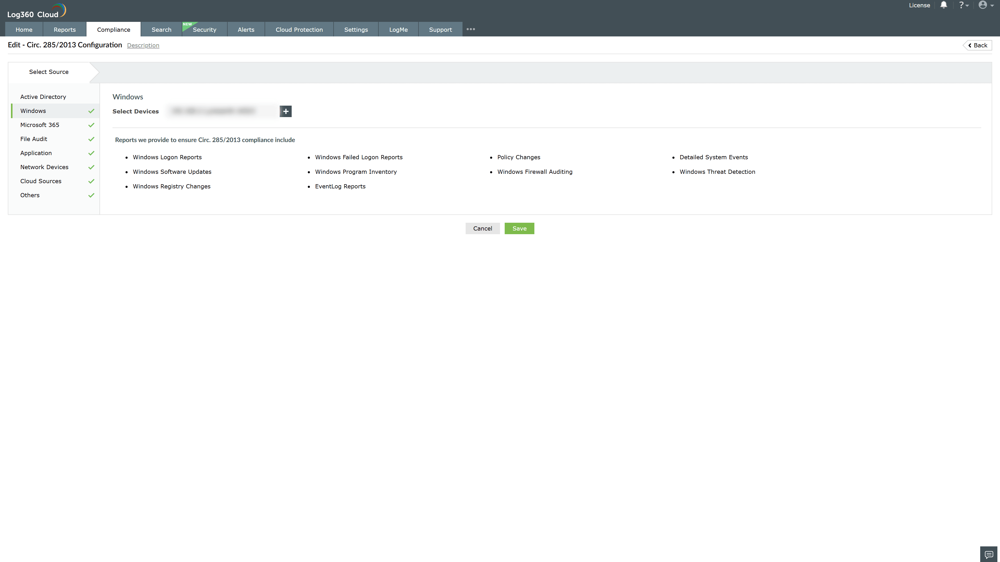 License
?
Log360 Cloud
Home Reports Compliance Search NEW Security Alerts Cloud Protection Settings LogMe Support
Edit - Circ. 285/2013 Configuration Description
Back
Select Source
Active Directory
Windows
Microsoft 365
File Audit
Application
Network Devices
Cloud Sources
Others
Windows
Select Devices
Reports we provide to ensure Circ. 285/2013 compliance include
Windows Logon Reports Windows Failed Logon Reports Policy Changes Detailed System Events
Windows Software Updates Windows Program Inventory Windows Firewall Auditing Windows Threat Detection
Windows Registry Changes EventLog Reports
Cancel Save